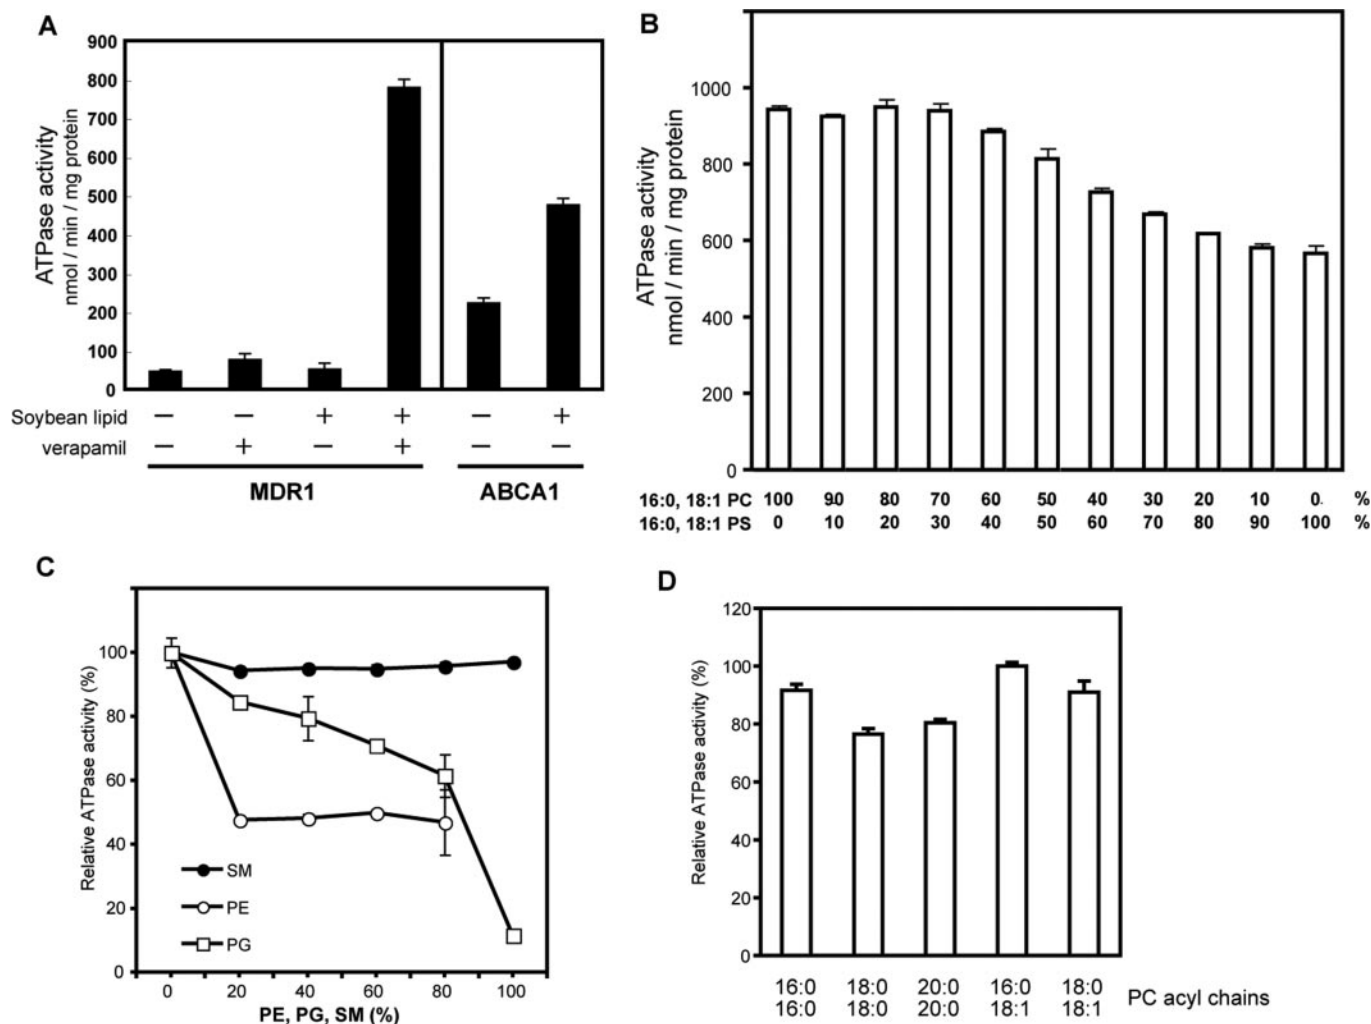 A
ATPase activity
nmol / min / mg protein
900
800
700
600
500
400
300
200
100
0
Soybean lipid − − + + − +
verapamil − + − + − −
MDR1 ABCA1
B
ATPase activity
nmol / min / mg protein
1000
800
600
400
200
0
16:0, 18:1 PC 100 90 80 70 60 50 40 30 20 10 0. %
16:0, 18:1 PS 0 10 20 30 40 50 60 70 80 90 100 %
C
Relative ATPase activity (%)
100
80
60
40
20
0
SM
PE
PG
0 20 40 60 80 100
PE, PG, SM (%)
D
Relative ATPase activity (%)
120
100
80
60
40
20
0
16:0 18:0 20:0 16:0 18:0
16:0 18:0 20:0 18:1 18:1
PC acyl chains